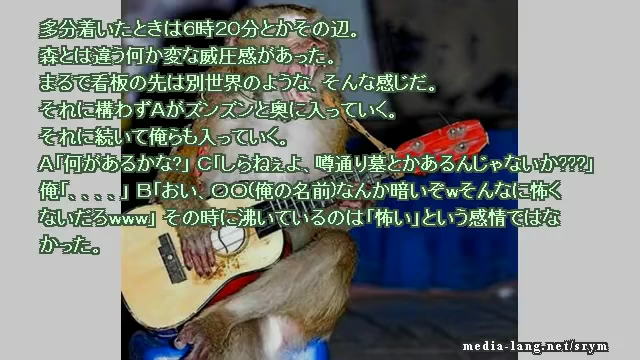 多分着いたときは６時２０分とかその辺。
森とは違う何か変な威圧感があった。
まるで看板の先は別世界のような、そんな感じだ。
それに構わずＡがズンズンと奥に入っていく。
それに続いて俺らも入っていく。
Ａ「何があるかな？」 Ｃ「しらねぇよ、噂通り墓とかあるんじゃないか？？？」
俺「、、、、、」 Ｂ「おい、〇〇（俺の名前）なんか暗いぞｗそんなに怖く
ないだろｗｗｗ」 その時に沸いているのは「怖い」という感情ではな
かった。
media-lang.net/srym